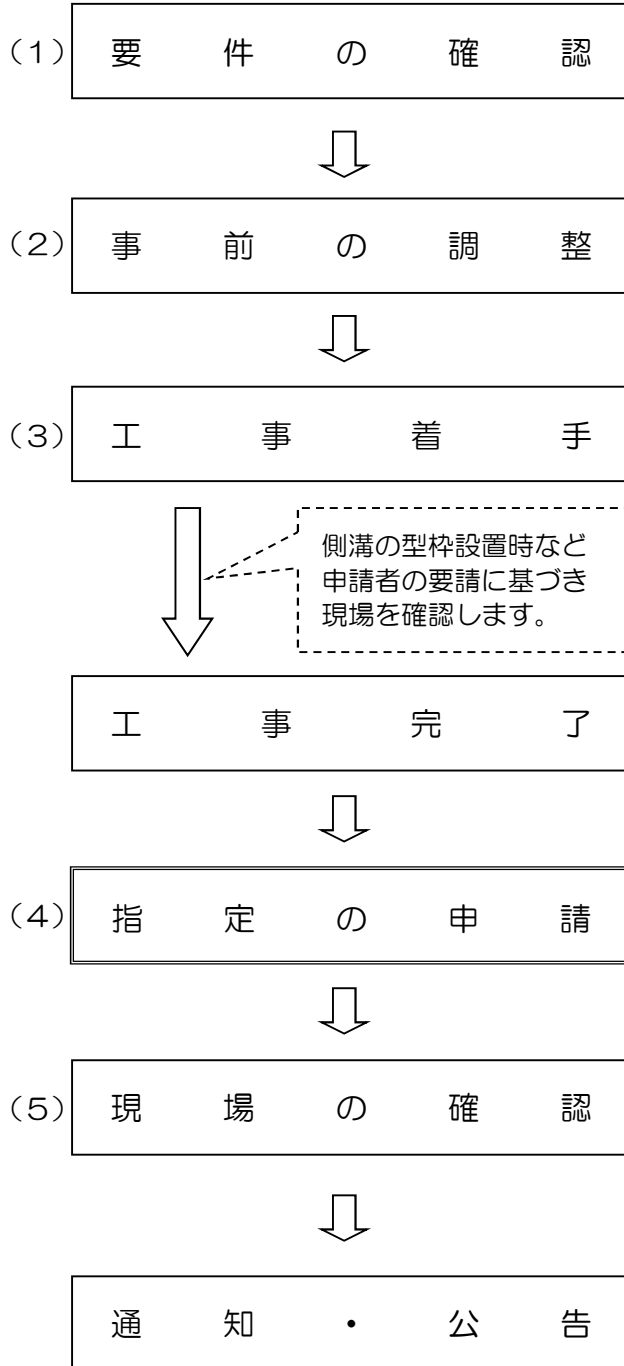 （1） 要件の確認
（2） 事前の調整
（3） 工事着手
側溝の型枠設置時など
申請者の要請に基づき
現場を確認します。
工事完了
（4） 指定の申請
（5） 現場の確認
通知・公告